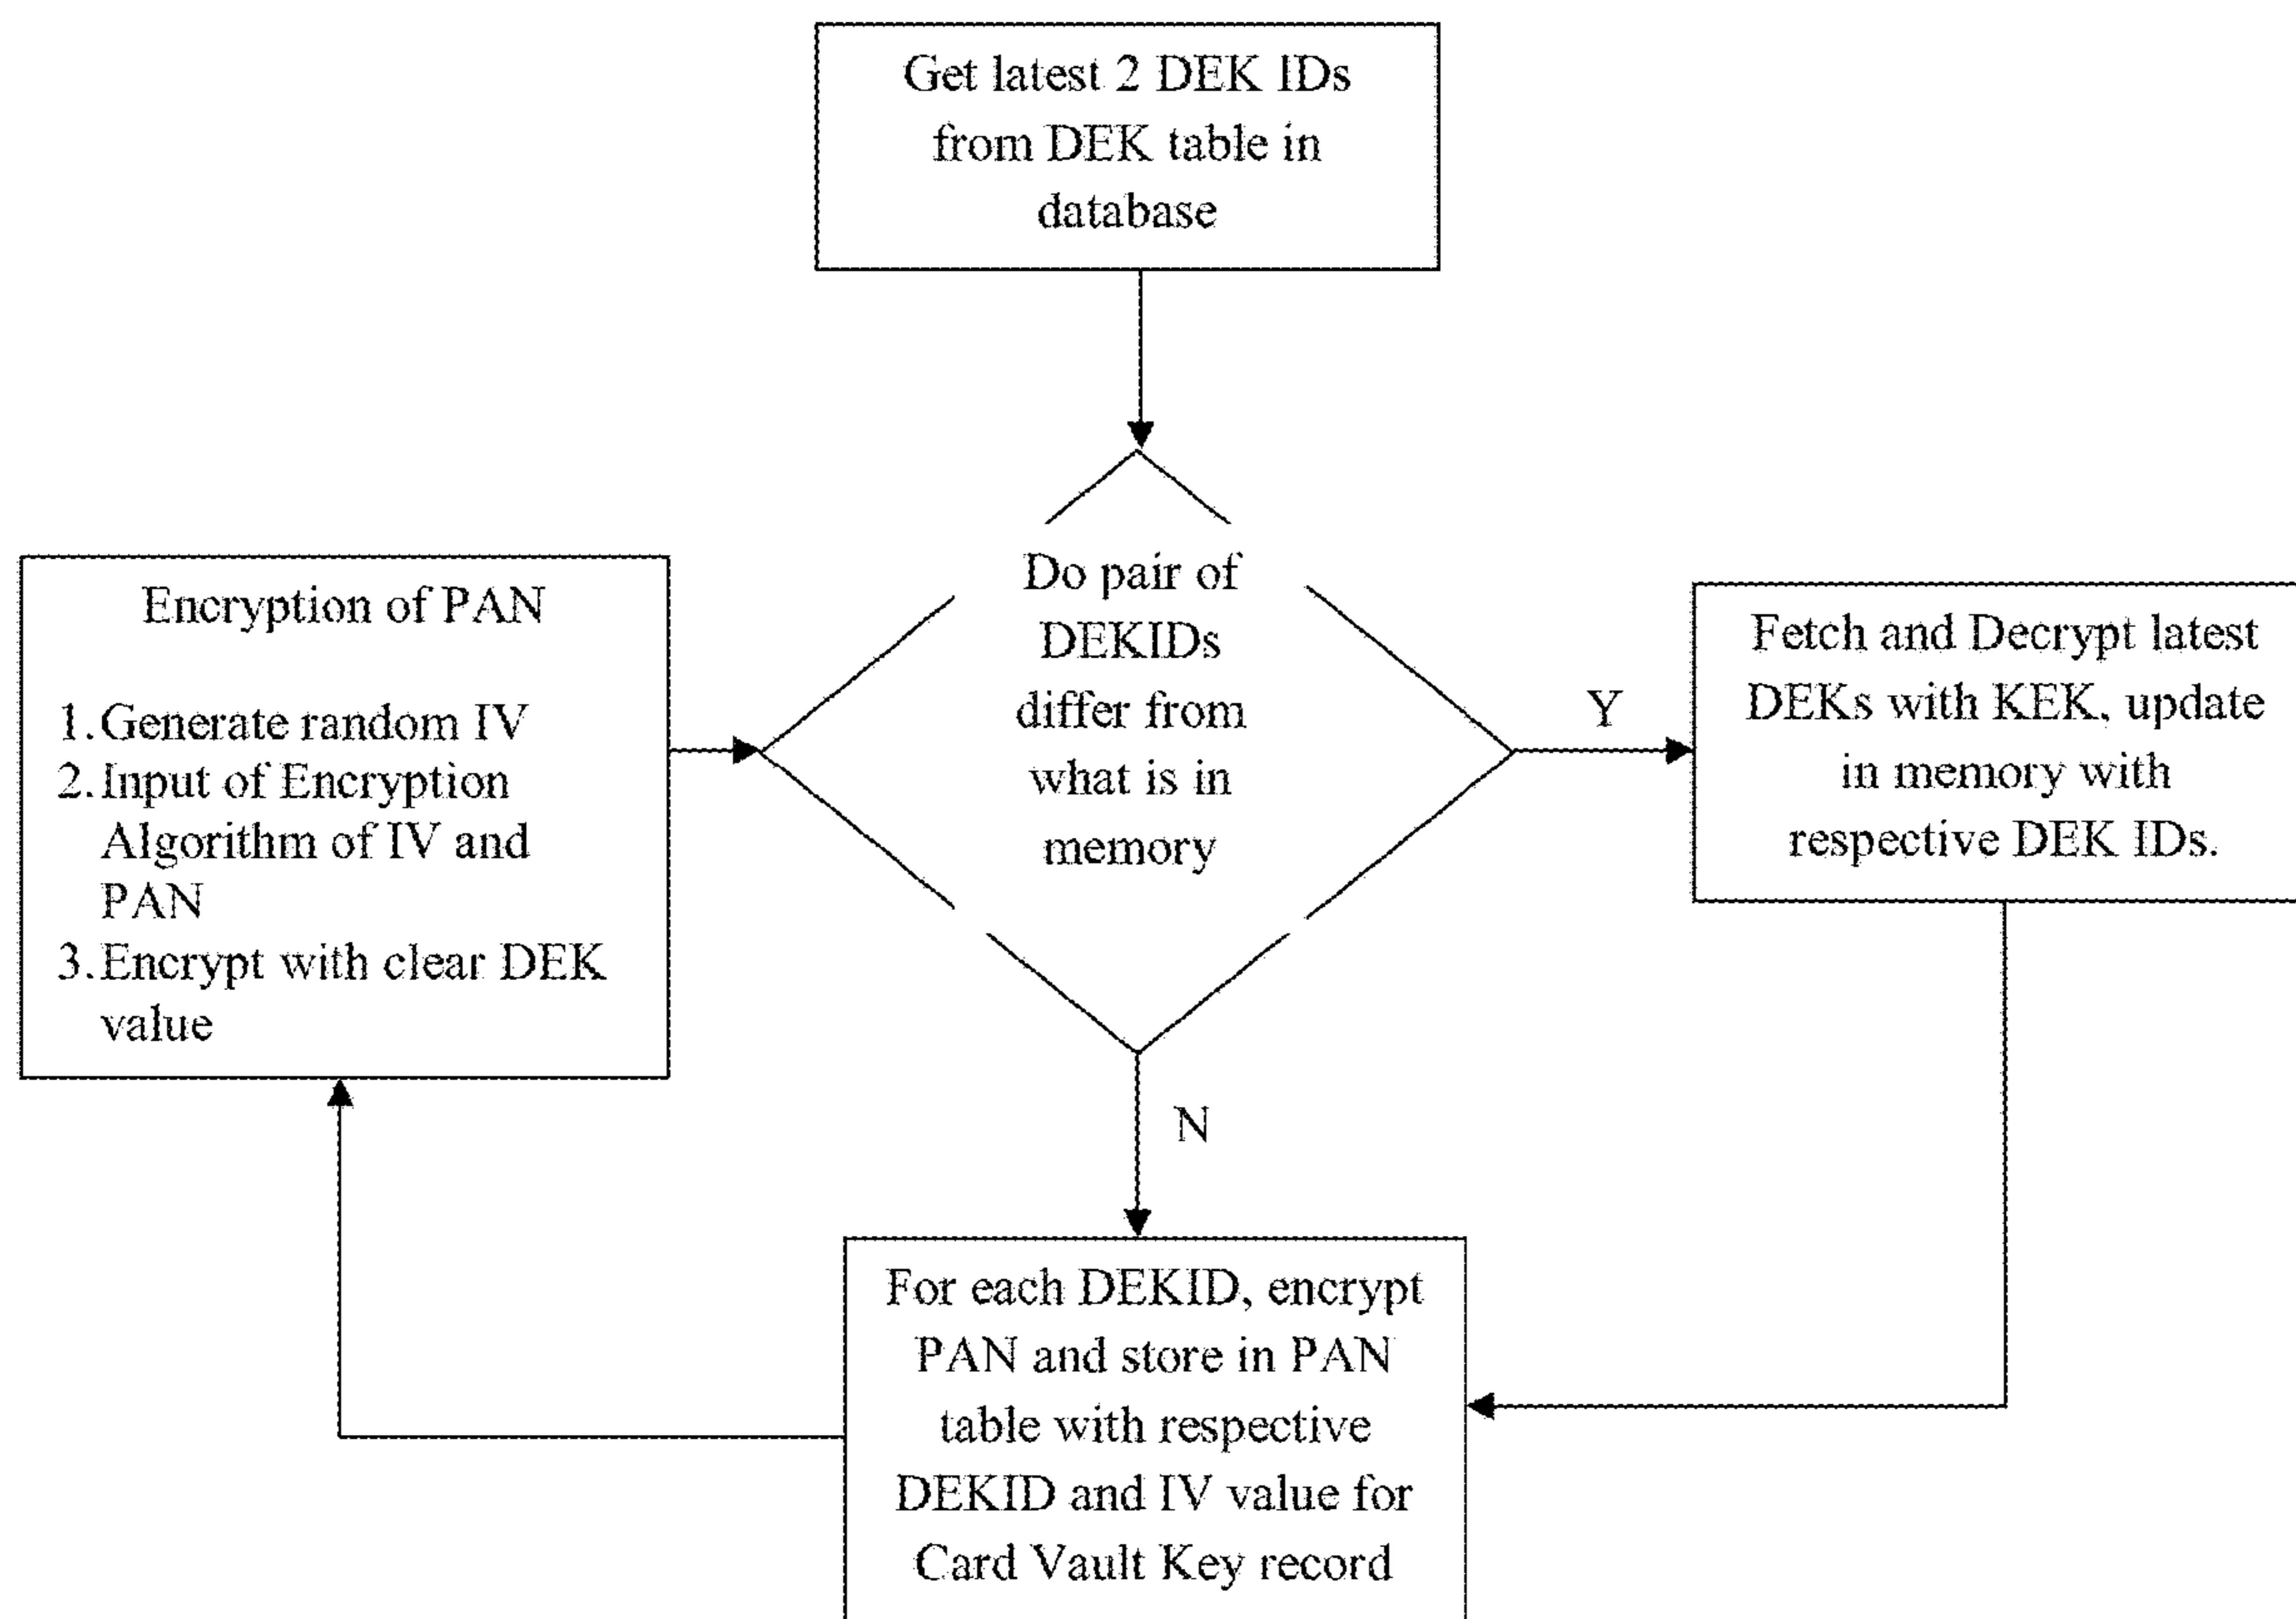 Get latest 2 DEK IDs
from DEK table in
database
Encryption of PAN
1. Generate random IV
2. Input of Encryption
Algorithm of IV and
PAN
3. Encrypt with clear DEK
value
Do pair of
DEKIDs
differ from
what is in
memory
Y
Fetch and Decrypt latest
DEKs with KEK, update
in memory with
respective DEK IDs.
N
For each DEKID, encrypt
PAN and store in PAN
table with respective
DEKID and IV value for
Card Vault Key record